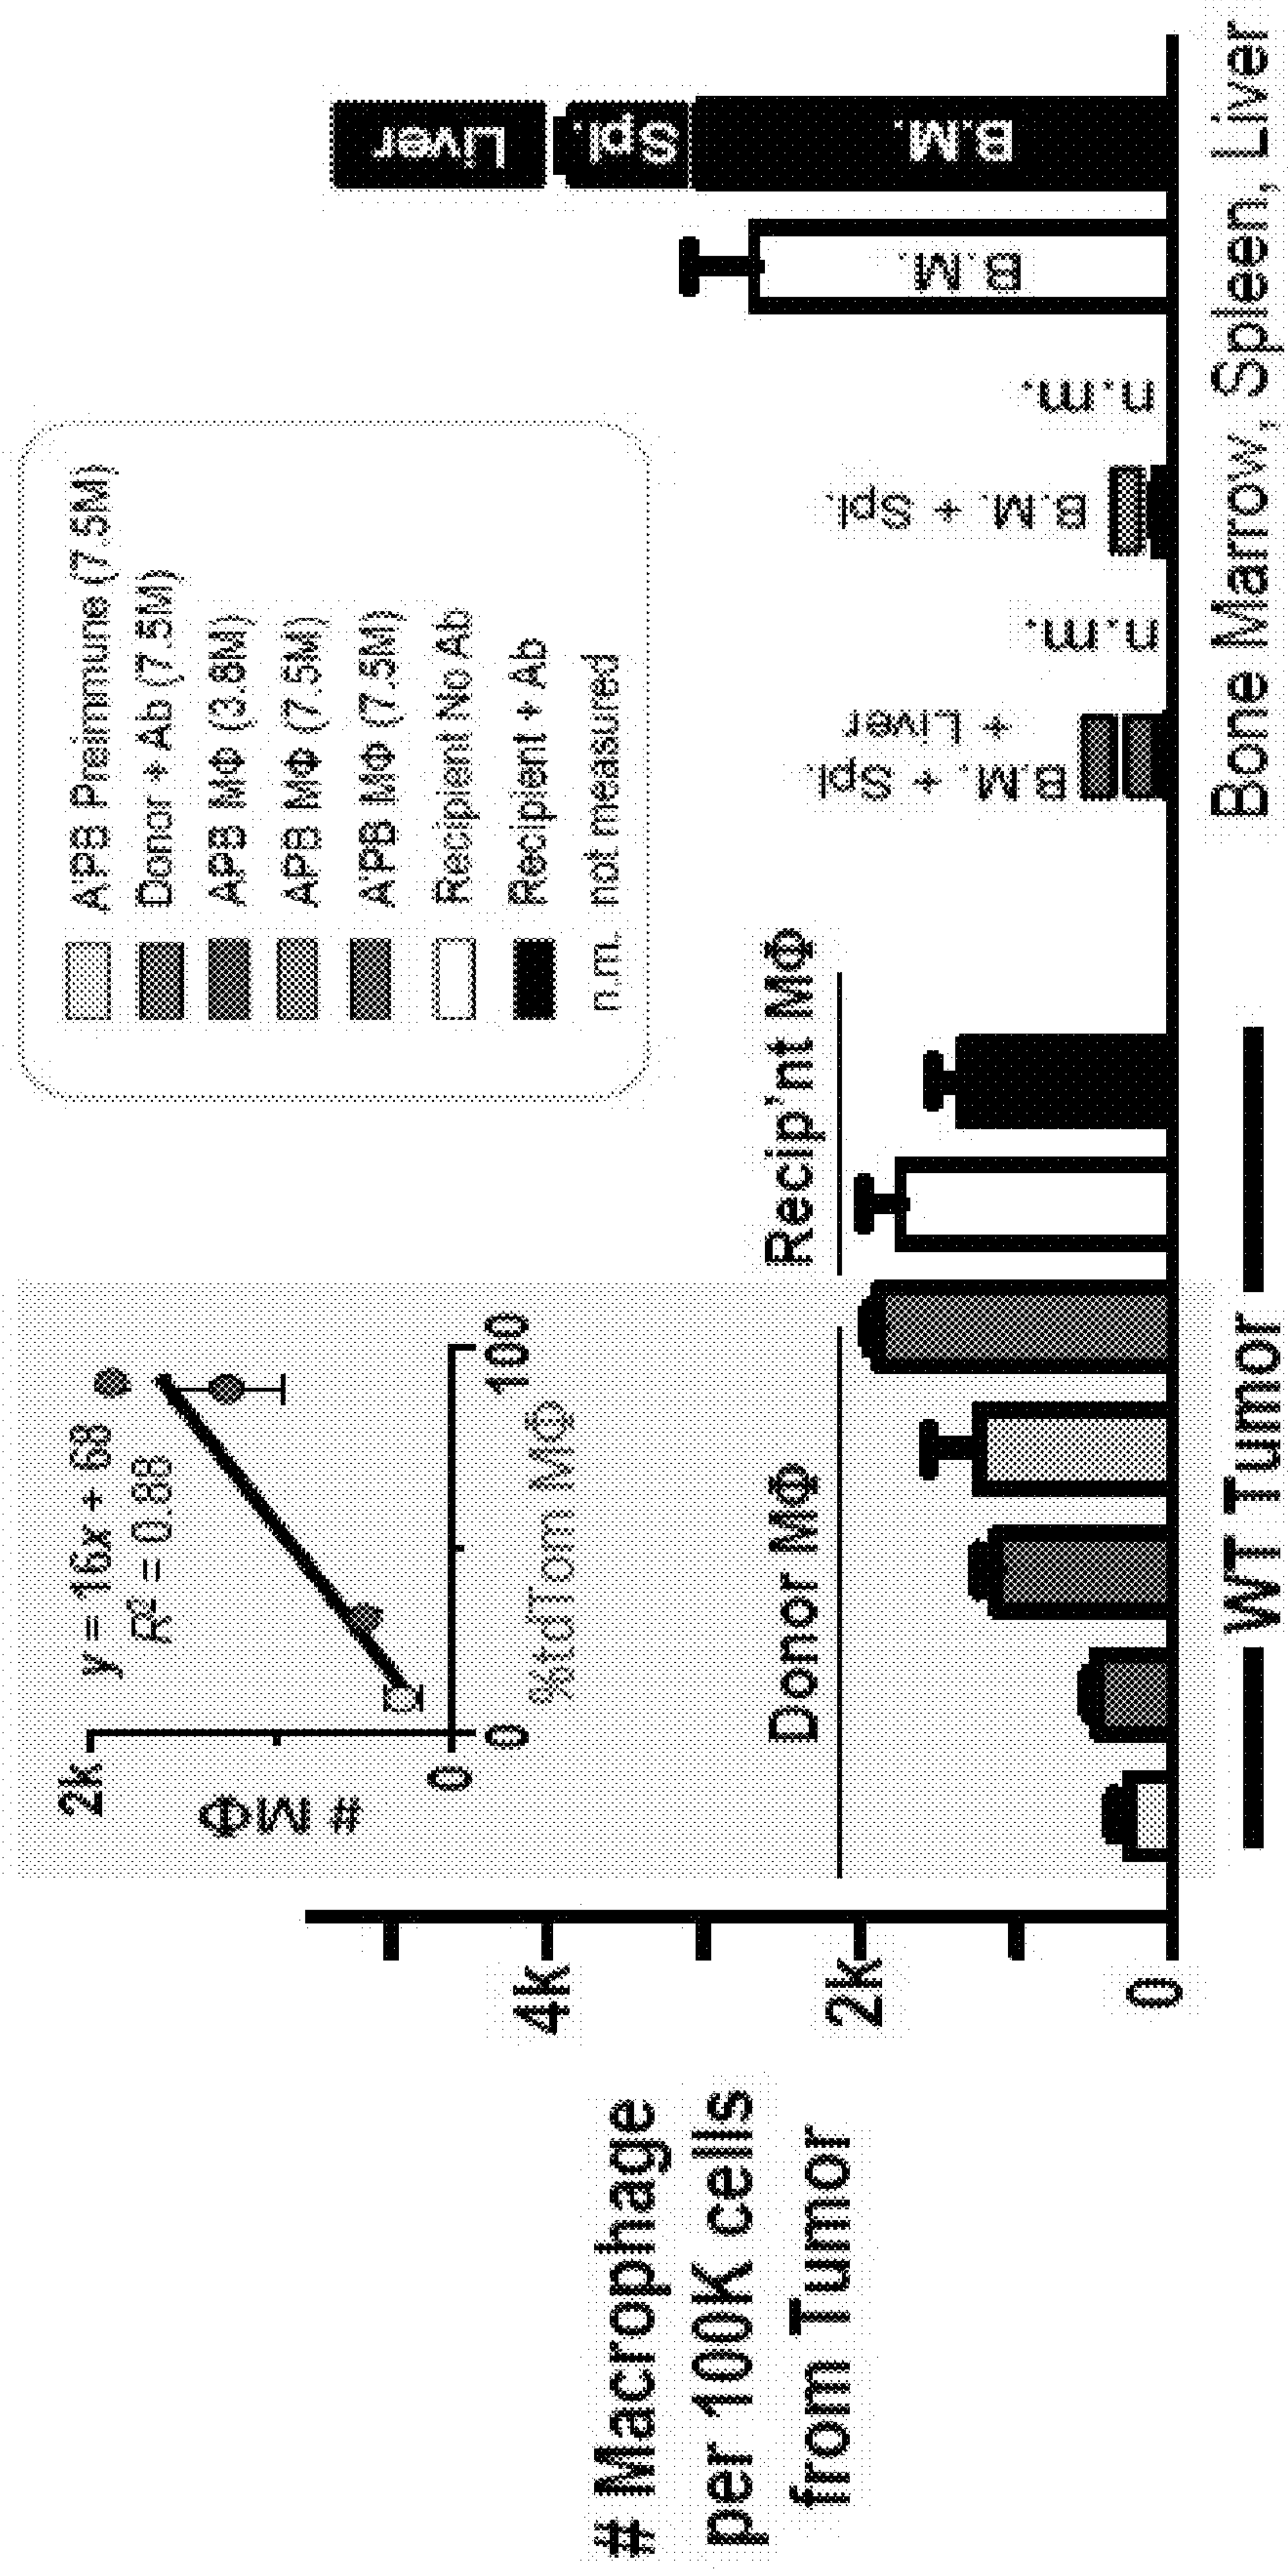 # Macrophage
per 100K cells
from Tumor
4k
2k
0
2k
0
# MΦ
y = 16x + 68
R² = 0.88
0
100
%tdTom MΦ
Donor MΦ
Recip'nt MΦ
APB Preimmune (7.5M)
Donor + Ab (7.5M)
APB MΦ (3.8M)
APB MΦ (7.5M)
APB MΦ (7.5M)
Recipient No Ab
Recipient + Ab
n.m. not measured
B.M. + Spl.
+ Liver
n.m.
B.M. + Spl.
n.m.
B.M.
Liver
Spl.
B.M.
WT Tumor
Bone Marrow, Spleen, Liver